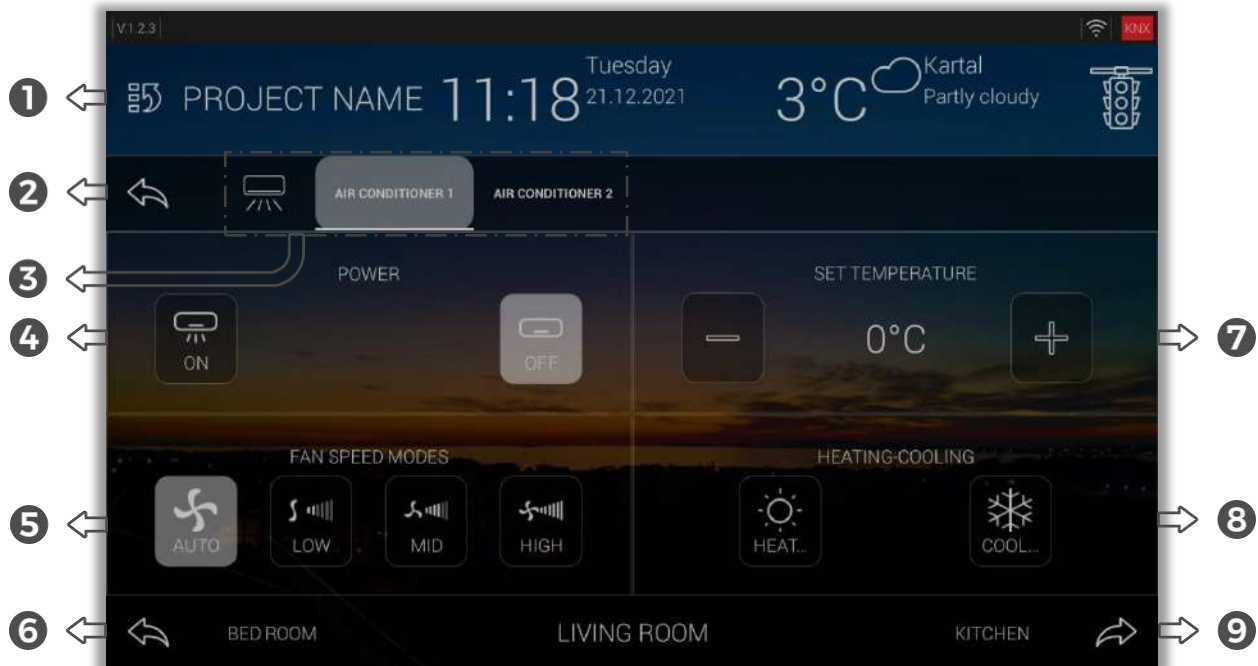 V.1.2.3 KNX
1 PROJECT NAME 11:18 Tuesday 21.12.2021 3°C Kartal Partly cloudy
2 AIR CONDITIONER 1 AIR CONDITIONER 2
3 POWER SET TEMPERATURE
4 ON OFF 0°C 7
FAN SPEED MODES HEATING-COOLING
5 AUTO LOW MID HIGH HEAT... COOL... 8
6 BED ROOM LIVING ROOM KITCHEN 9